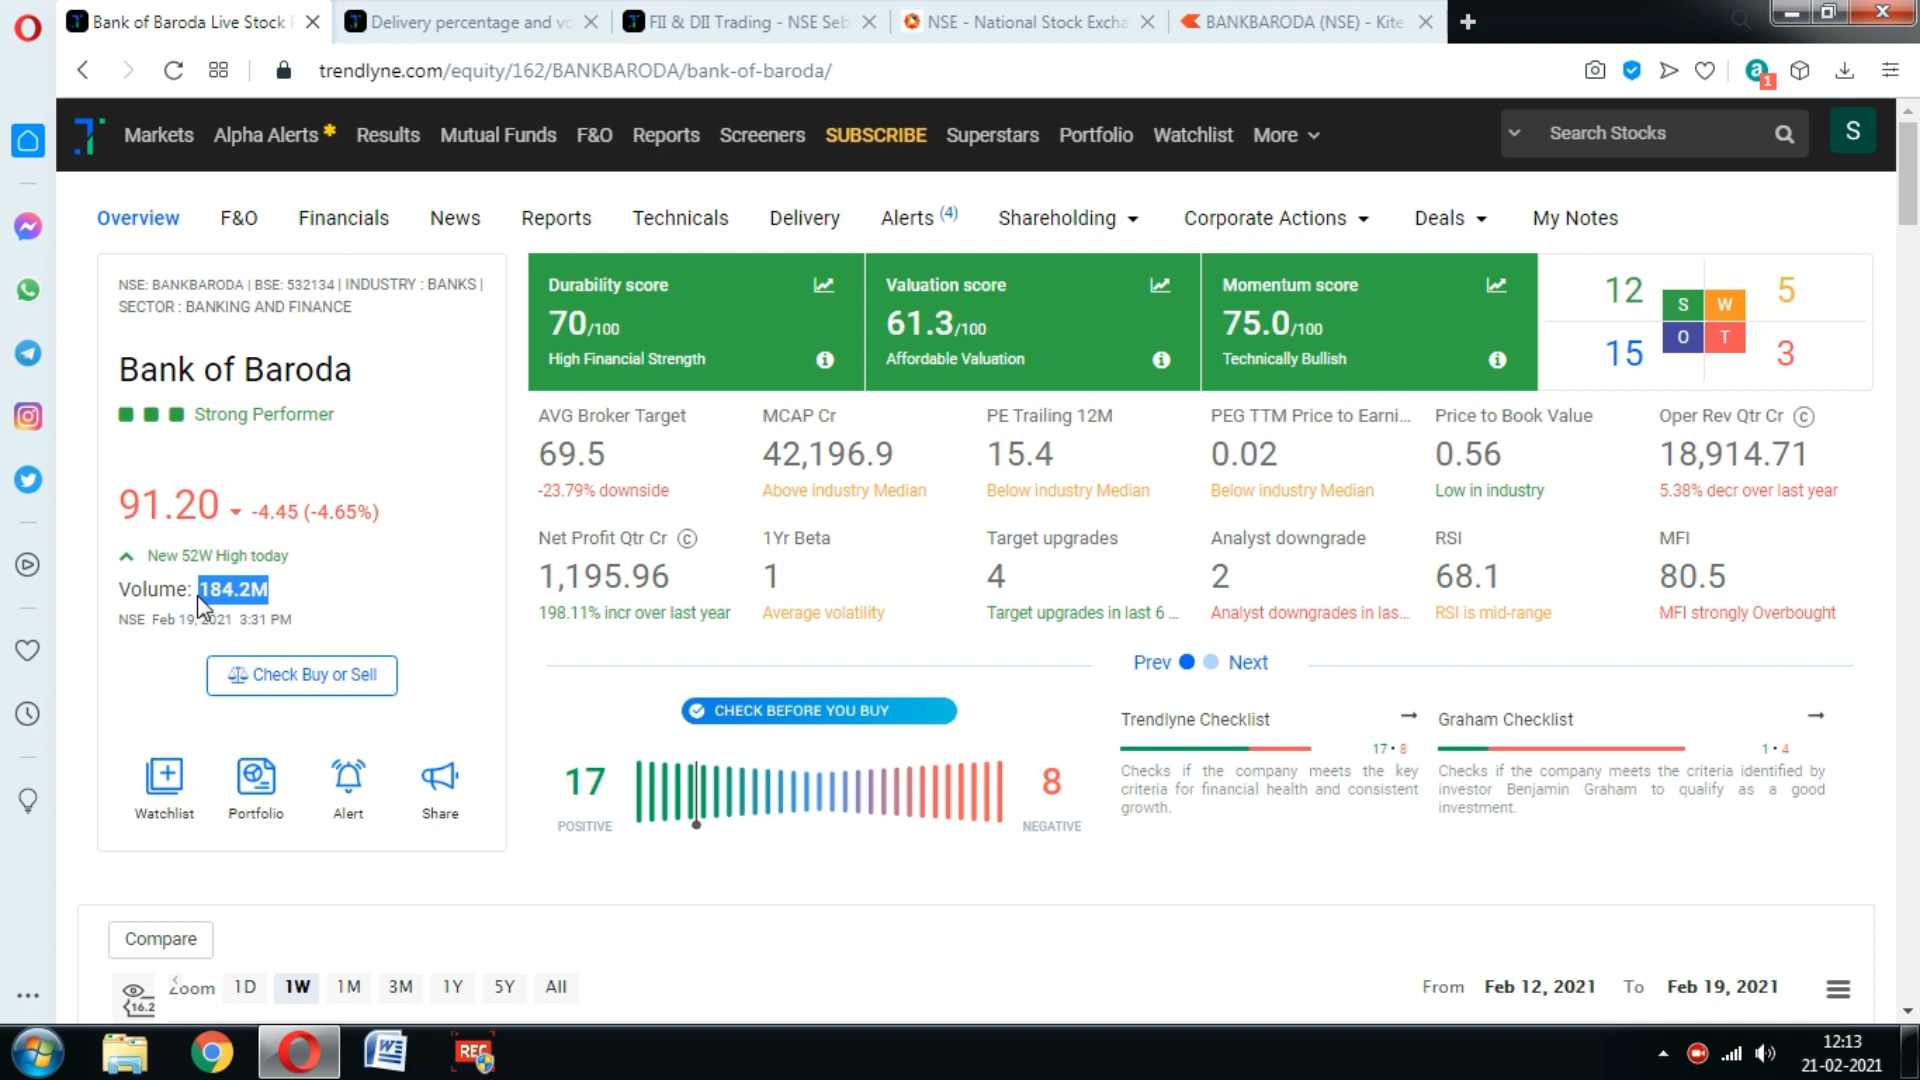 Bank of Baroda Live Stock P
Delivery percentage and vo
FII & DII Trading - NSE Seb
NSE - National Stock Excha
BANKBARODA (NSE) - Kite
trendlyne.com/equity/162/BANKBARODA/bank-of-baroda/
a
1
Markets Alpha Alerts Results Mutual Funds F&O Reports Screeners SUBSCRIBE Superstars Portfolio Watchlist More
Search Stocks
S
Overview F&O Financials News Reports Technicals Delivery Alerts (4) Shareholding Corporate Actions Deals My Notes
NSE: BANKBARODA | BSE: 532134 | INDUSTRY : BANKS |
SECTOR : BANKING AND FINANCE
Bank of Baroda
Strong Performer
91.20 -4.45 (-4.65%)
New 52W High today
Volume: 184.2M
NSE Feb 19, 2021 3:31 PM
Check Buy or Sell
Watchlist Portfolio Alert Share
Durability score
70/100
High Financial Strength
Valuation score
61.3/100
Affordable Valuation
Momentum score
75.0/100
Technically Bullish
12 S W 5
15 O T 3
AVG Broker Target
69.5
-23.79% downside
MCAP Cr
42,196.9
Above industry Median
PE Trailing 12M
15.4
Below industry Median
PEG TTM Price to Earni...
0.02
Below industry Median
Price to Book Value
0.56
Low in industry
Oper Rev Qtr Cr C
18,914.71
5.38% decr over last year
Net Profit Qtr Cr C
1,195.96
198.11% incr over last year
1Yr Beta
1
Average volatility
Target upgrades
4
Target upgrades in last 6 ...
Analyst downgrade
2
Analyst downgrades in las...
RSI
68.1
RSI is mid-range
MFI
80.5
MFI strongly Overbought
Prev Next
CHECK BEFORE YOU BUY
17
POSITIVE
8
NEGATIVE
Trendlyne Checklist
17 • 8
Checks if the company meets the key
criteria for financial health and consistent
growth.
Graham Checklist
1 • 4
Checks if the company meets the criteria identified by
investor Benjamin Graham to qualify as a good
investment.
Compare
16.2
Zoom 1D 1W 1M 3M 1Y 5Y All
From Feb 12, 2021 To Feb 19, 2021
REC
12:13
21-02-2021